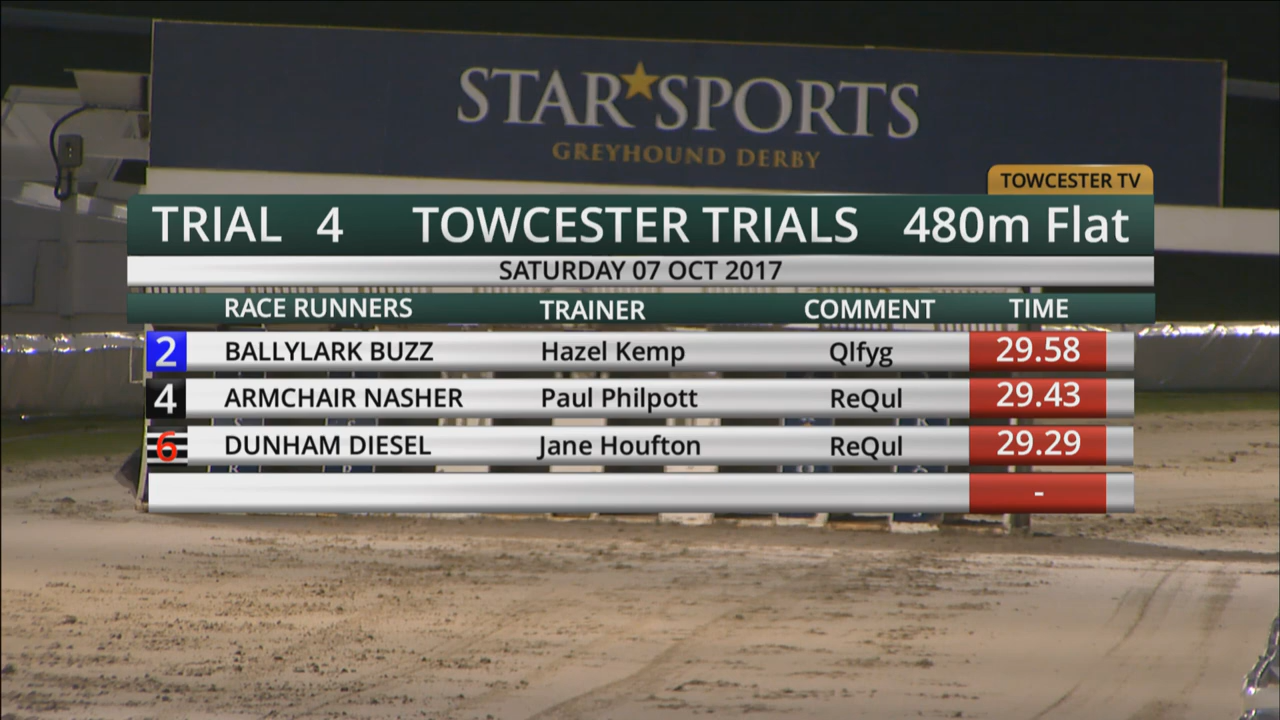 STAR SPORTS
GREYHOUND DERBY
TOWCESTER TV
TRIAL 4 TOWCESTER TRIALS 480m Flat
SATURDAY 07 OCT 2017
RACE RUNNERS TRAINER COMMENT TIME
2 BALLYLARK BUZZ Hazel Kemp Qlfyg 29.58
4 ARMCHAIR NASHER Paul Philpott ReQul 29.43
6 DUNHAM DIESEL Jane Houfton ReQul 29.29
-